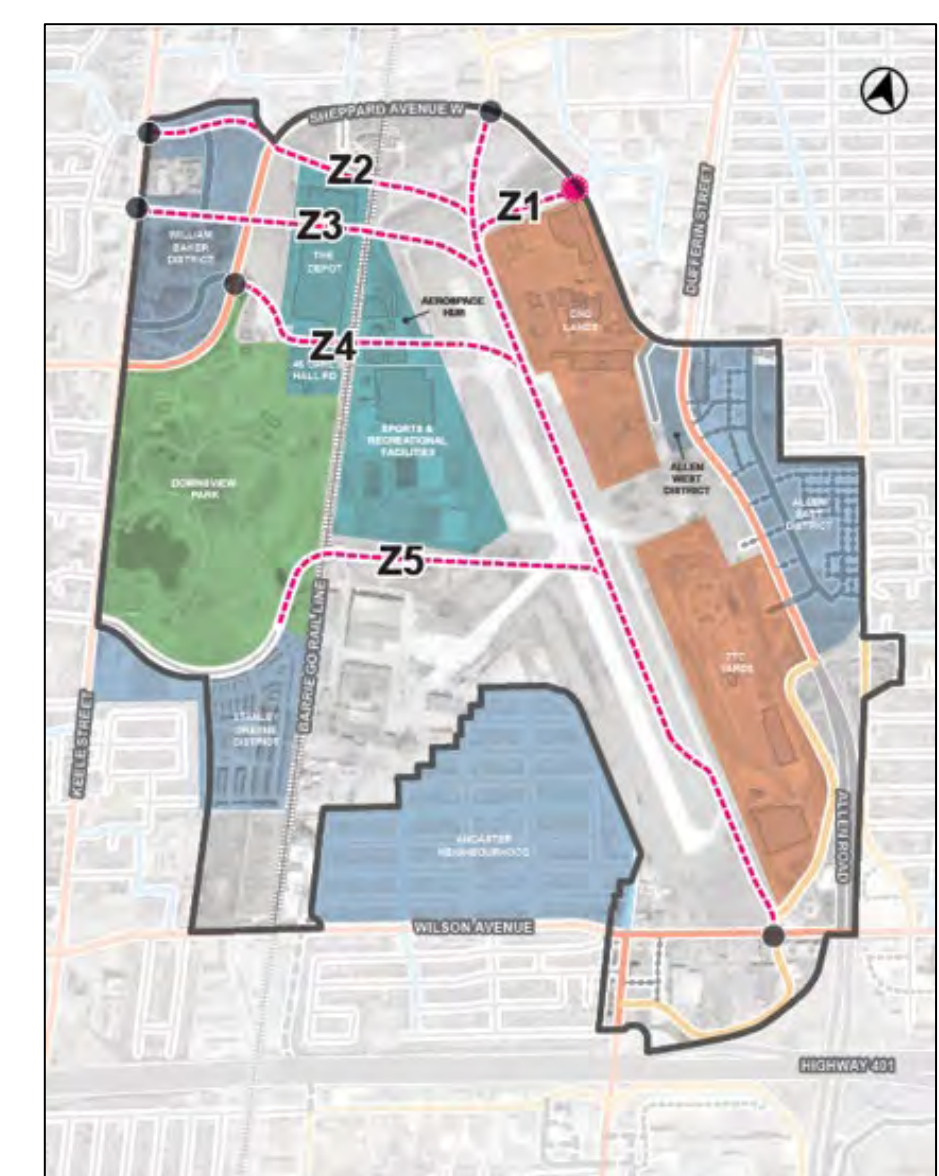 SHEPPARD AVENUE W
Z2
Z1
Z3
WILLIAM
BAKER
DISTRICT
THE
DEPOT
DUFFERIN STREET
AEROSPACE
HUB
DND
LANDS
Z4
HALL RD
SPORTS &
RECREATIONAL
FACILITIES
ALLEN
WEST
DISTRICT
DOWNSVIEW
PARK
ALLEN
EAST
DISTRICT
Z5
BARRIE GO RAIL LINE
TTC
YARDS
KEELE STREET
STANLEY
GREENE
DISTRICT
ALLEN ROAD
ANCASTER
NEIGHBOURHOOD
WILSON AVENUE
HIGHWAY 401